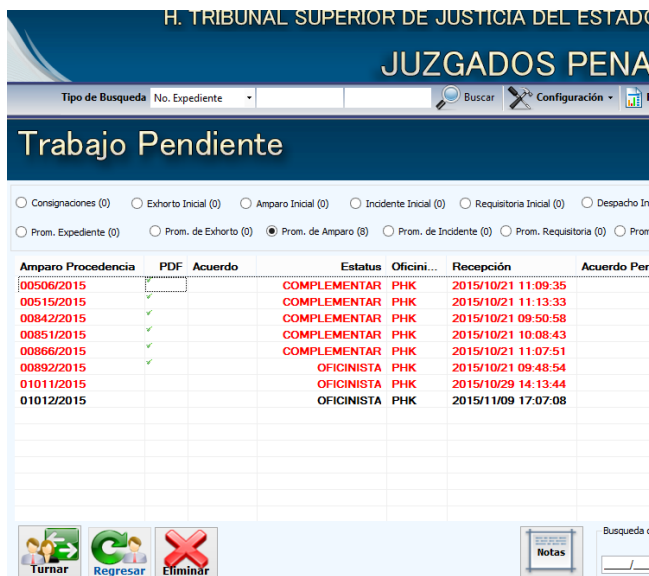 H. TRIBUNAL SUPERIOR DE JUSTICIA DEL ESTADO
JUZGADOS PENA
Tipo de Busqueda No. Expediente Buscar Configuración
Trabajo Pendiente
Consignaciones (0) Exhorto Inicial (0) Amparo Inicial (0) Incidente Inicial (0) Requisitoria Inicial (0) Despacho In
Prom. Expediente (0) Prom. de Exhorto (0) Prom. de Amparo (8) Prom. de Incidente (0) Prom. Requisitoria (0) Prom
Amparo Procedencia PDF Acuerdo Estatus Oficini... Recepción Acuerdo Per
00506/2015 COMPLEMENTAR PHK 2015/10/21 11:09:35
00515/2015 COMPLEMENTAR PHK 2015/10/21 11:13:33
00842/2015 COMPLEMENTAR PHK 2015/10/21 09:50:58
00851/2015 COMPLEMENTAR PHK 2015/10/21 10:08:43
00866/2015 COMPLEMENTAR PHK 2015/10/21 11:07:51
00892/2015 OFICINISTA PHK 2015/10/21 09:48:54
01011/2015 OFICINISTA PHK 2015/10/29 14:13:44
01012/2015 OFICINISTA PHK 2015/11/09 17:07:08
Turnar Regresar Eliminar Notas Busqueda
__/__